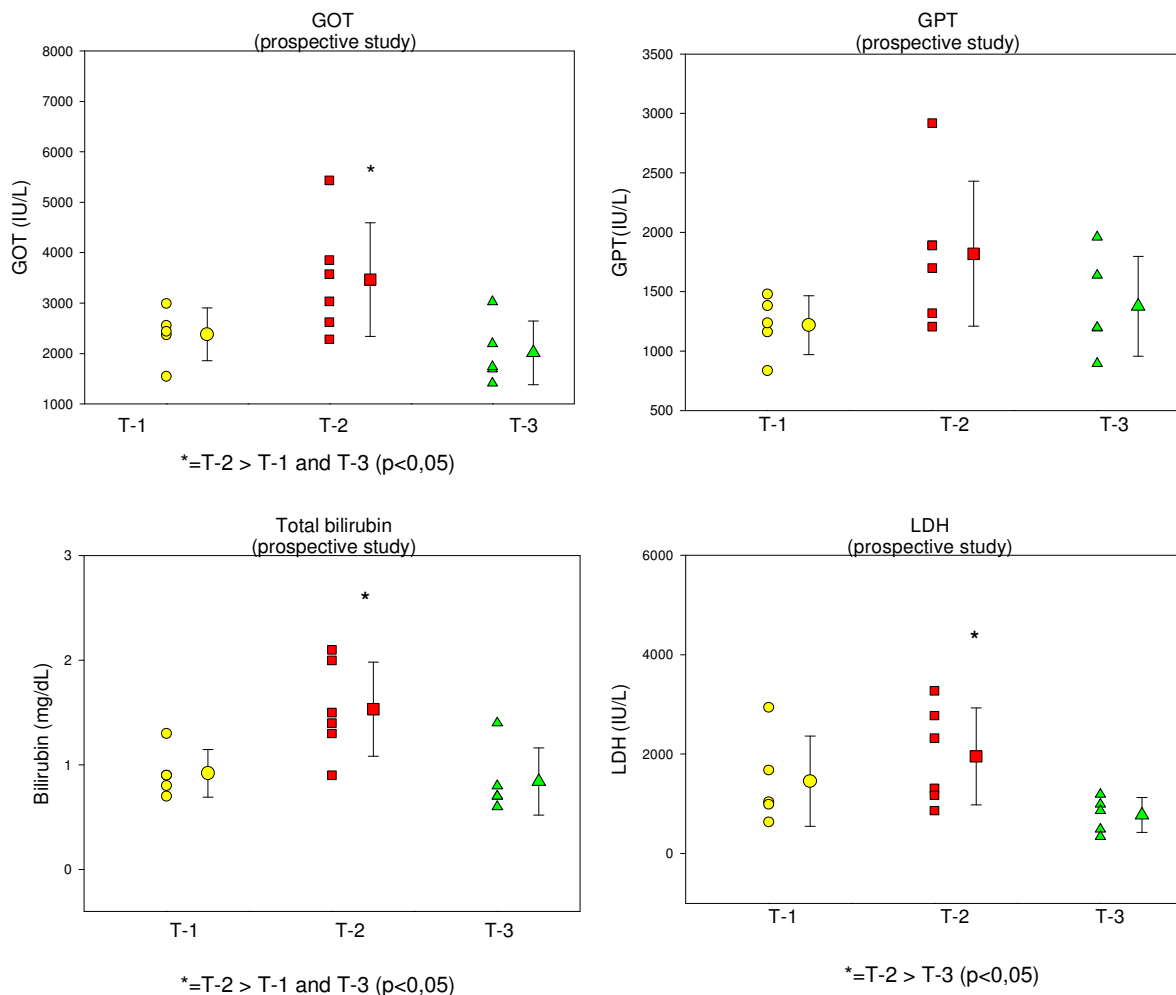 GOT
(prospective study)
8000
7000
6000
5000
4000
3000
2000
1000
GOT (IU/L)
*
T-1 T-2 T-3
*=T-2 > T-1 and T-3 (p<0,05)
GPT
(prospective study)
3500
3000
2500
2000
1500
1000
500
GPT(IU/L)
T-1 T-2 T-3
Total bilirubin
(prospective study)
3
2
1
0
Bilirubin (mg/dL)
*
T-1 T-2 T-3
*=T-2 > T-1 and T-3 (p<0,05)
LDH
(prospective study)
6000
4000
2000
0
LDH (IU/L)
*
T-1 T-2 T-3
*=T-2 > T-3 (p<0,05)